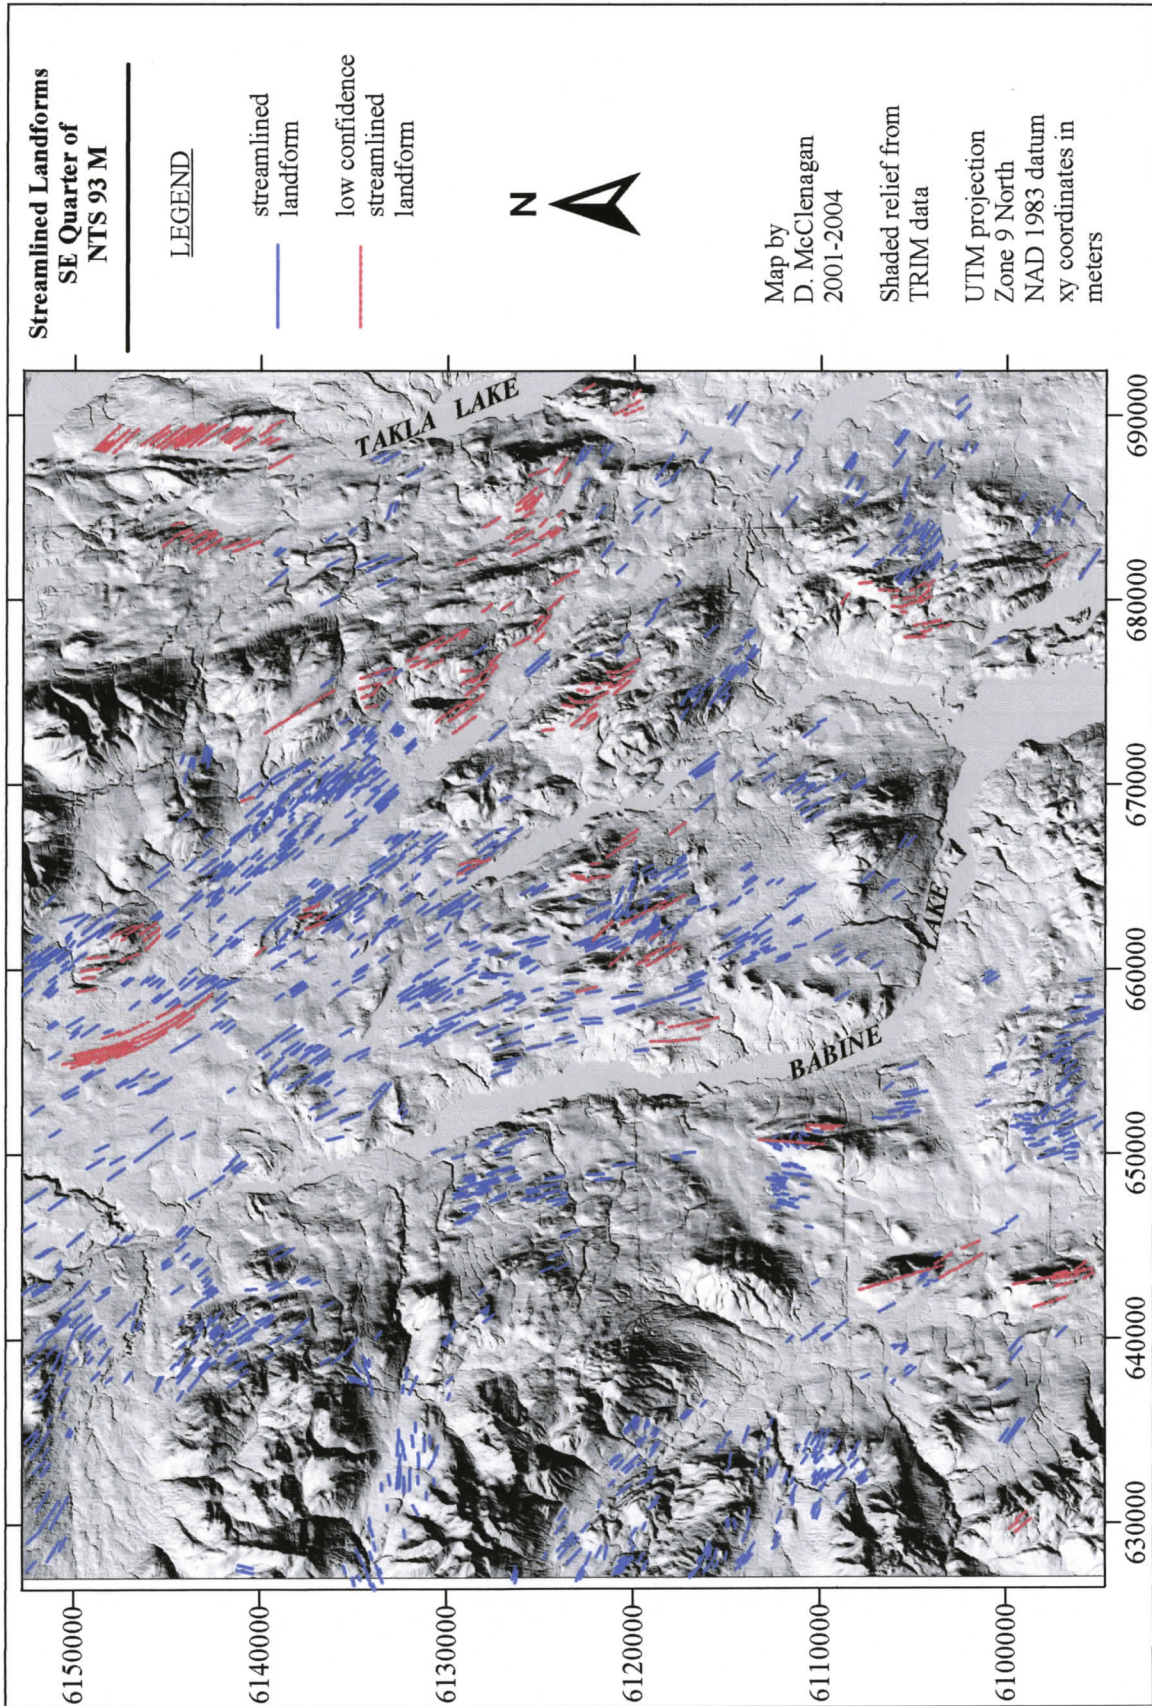 Streamlined Landforms
SE Quarter of
NTS 93 M
LEGEND
streamlined
landform
low confidence
streamlined
landform
N
Map by
D. McClenagan
2001-2004
Shaded relief from
TRIM data
UTM projection
Zone 9 North
NAD 1983 datum
xy coordinates in
meters
TAKLA LAKE
BABINE LAKE
6150000
6140000
6130000
6120000
6110000
6100000
630000
640000
650000
660000
670000
680000
690000